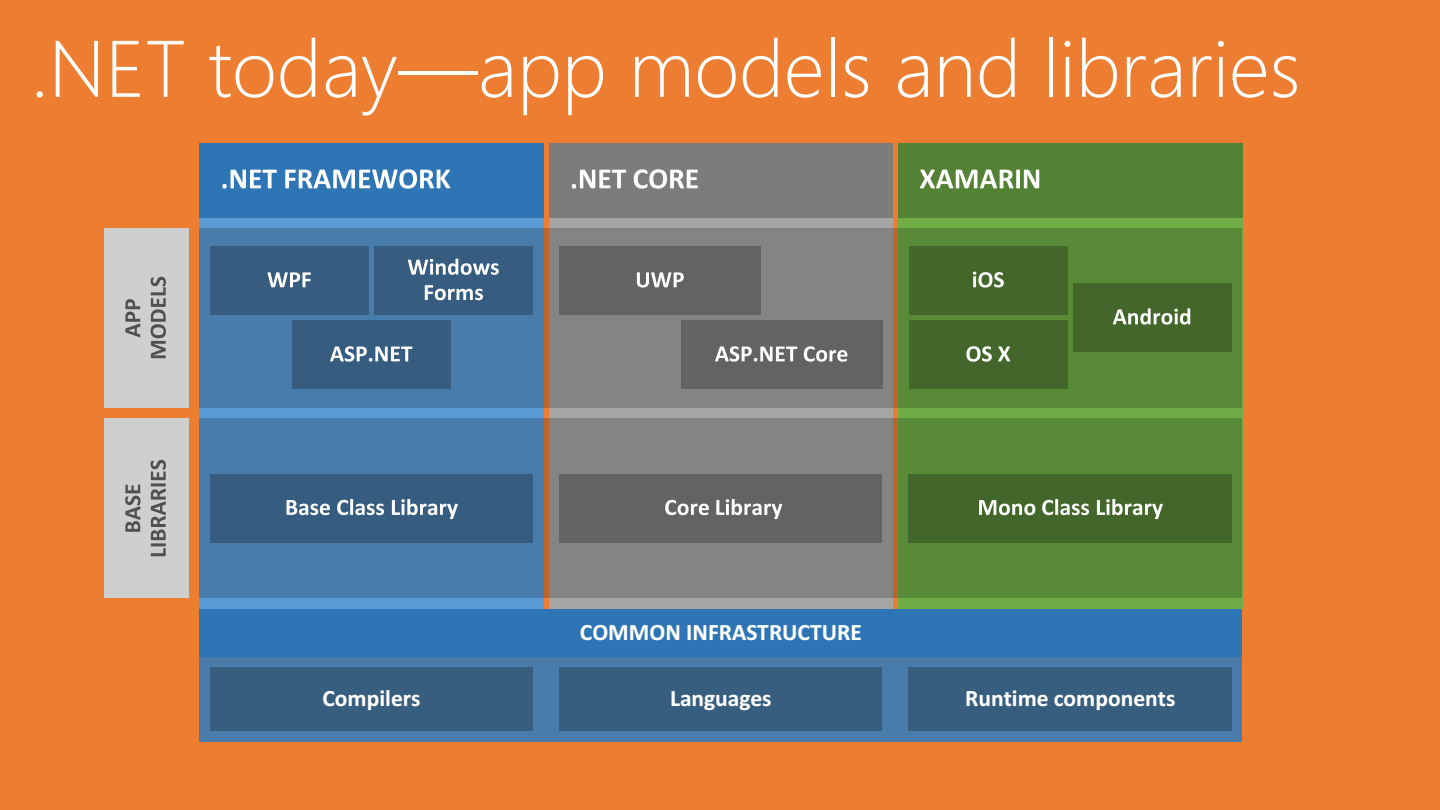 .NET today—app models and libraries
.NET FRAMEWORK
.NET CORE
XAMARIN
APP
MODELS
WPF
Windows
Forms
ASP.NET
UWP
ASP.NET Core
iOS
Android
OS X
BASE
LIBRARIES
Base Class Library
Core Library
Mono Class Library
COMMON INFRASTRUCTURE
Compilers
Languages
Runtime components